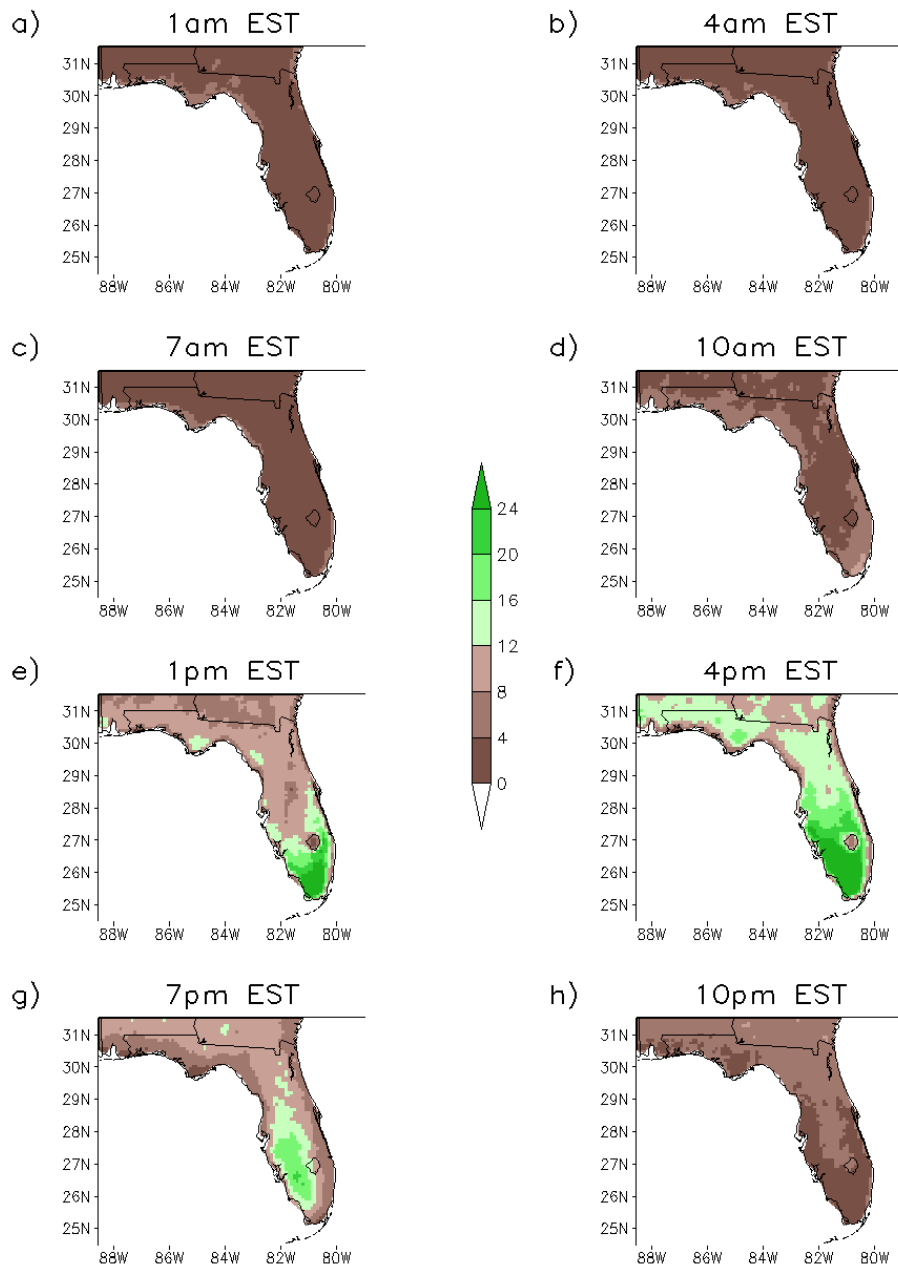 a) 1am EST b) 4am EST
31N 31N
30N 30N
29N 29N
28N 28N
27N 27N
26N 26N
25N 25N
88W 86W 84W 82W 80W 88W 86W 84W 82W 80W
c) 7am EST d) 10am EST
31N 31N
30N 30N
29N 29N
28N 28N
27N 27N
26N 26N
25N 25N
88W 86W 84W 82W 80W 88W 86W 84W 82W 80W
24
20
16
12
8
4
0
e) 1pm EST f) 4pm EST
31N 31N
30N 30N
29N 29N
28N 28N
27N 27N
26N 26N
25N 25N
88W 86W 84W 82W 80W 88W 86W 84W 82W 80W
g) 7pm EST h) 10pm EST
31N 31N
30N 30N
29N 29N
28N 28N
27N 27N
26N 26N
25N 25N
88W 86W 84W 82W 80W 88W 86W 84W 82W 80W